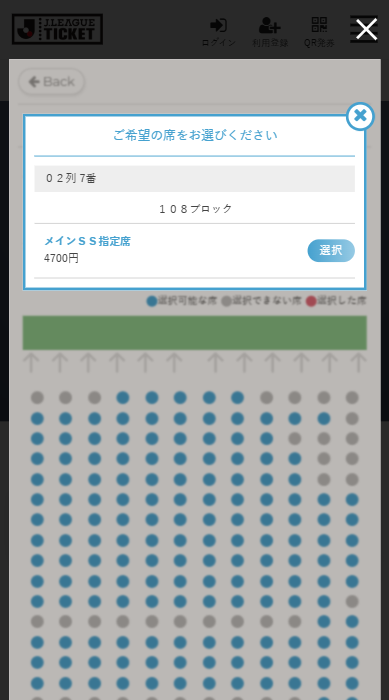 J.LEAGUE
TICKET
ログイン
利用登録
QR発券
Back
ご希望の席をお選びください
０２列 7番
１０８ブロック
メインＳＳ指定席
4700円
選択
選択可能な席 選択できない席 選択した席